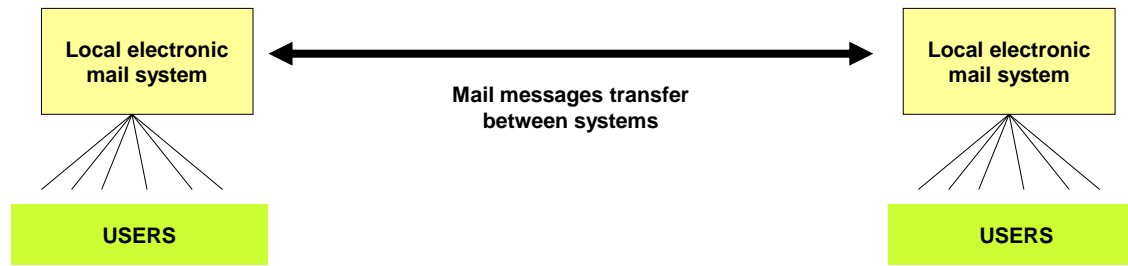 Local electronic
mail system
Mail messages transfer
between systems
Local electronic
mail system
USERS
USERS